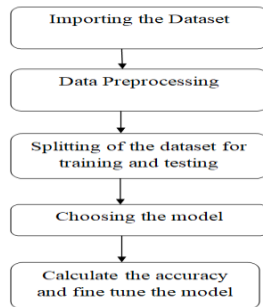 Importing the Dataset
Data Preprocessing
Splitting of the dataset for
training and testing
Choosing the model
Calculate the accuracy
and fine tune the model